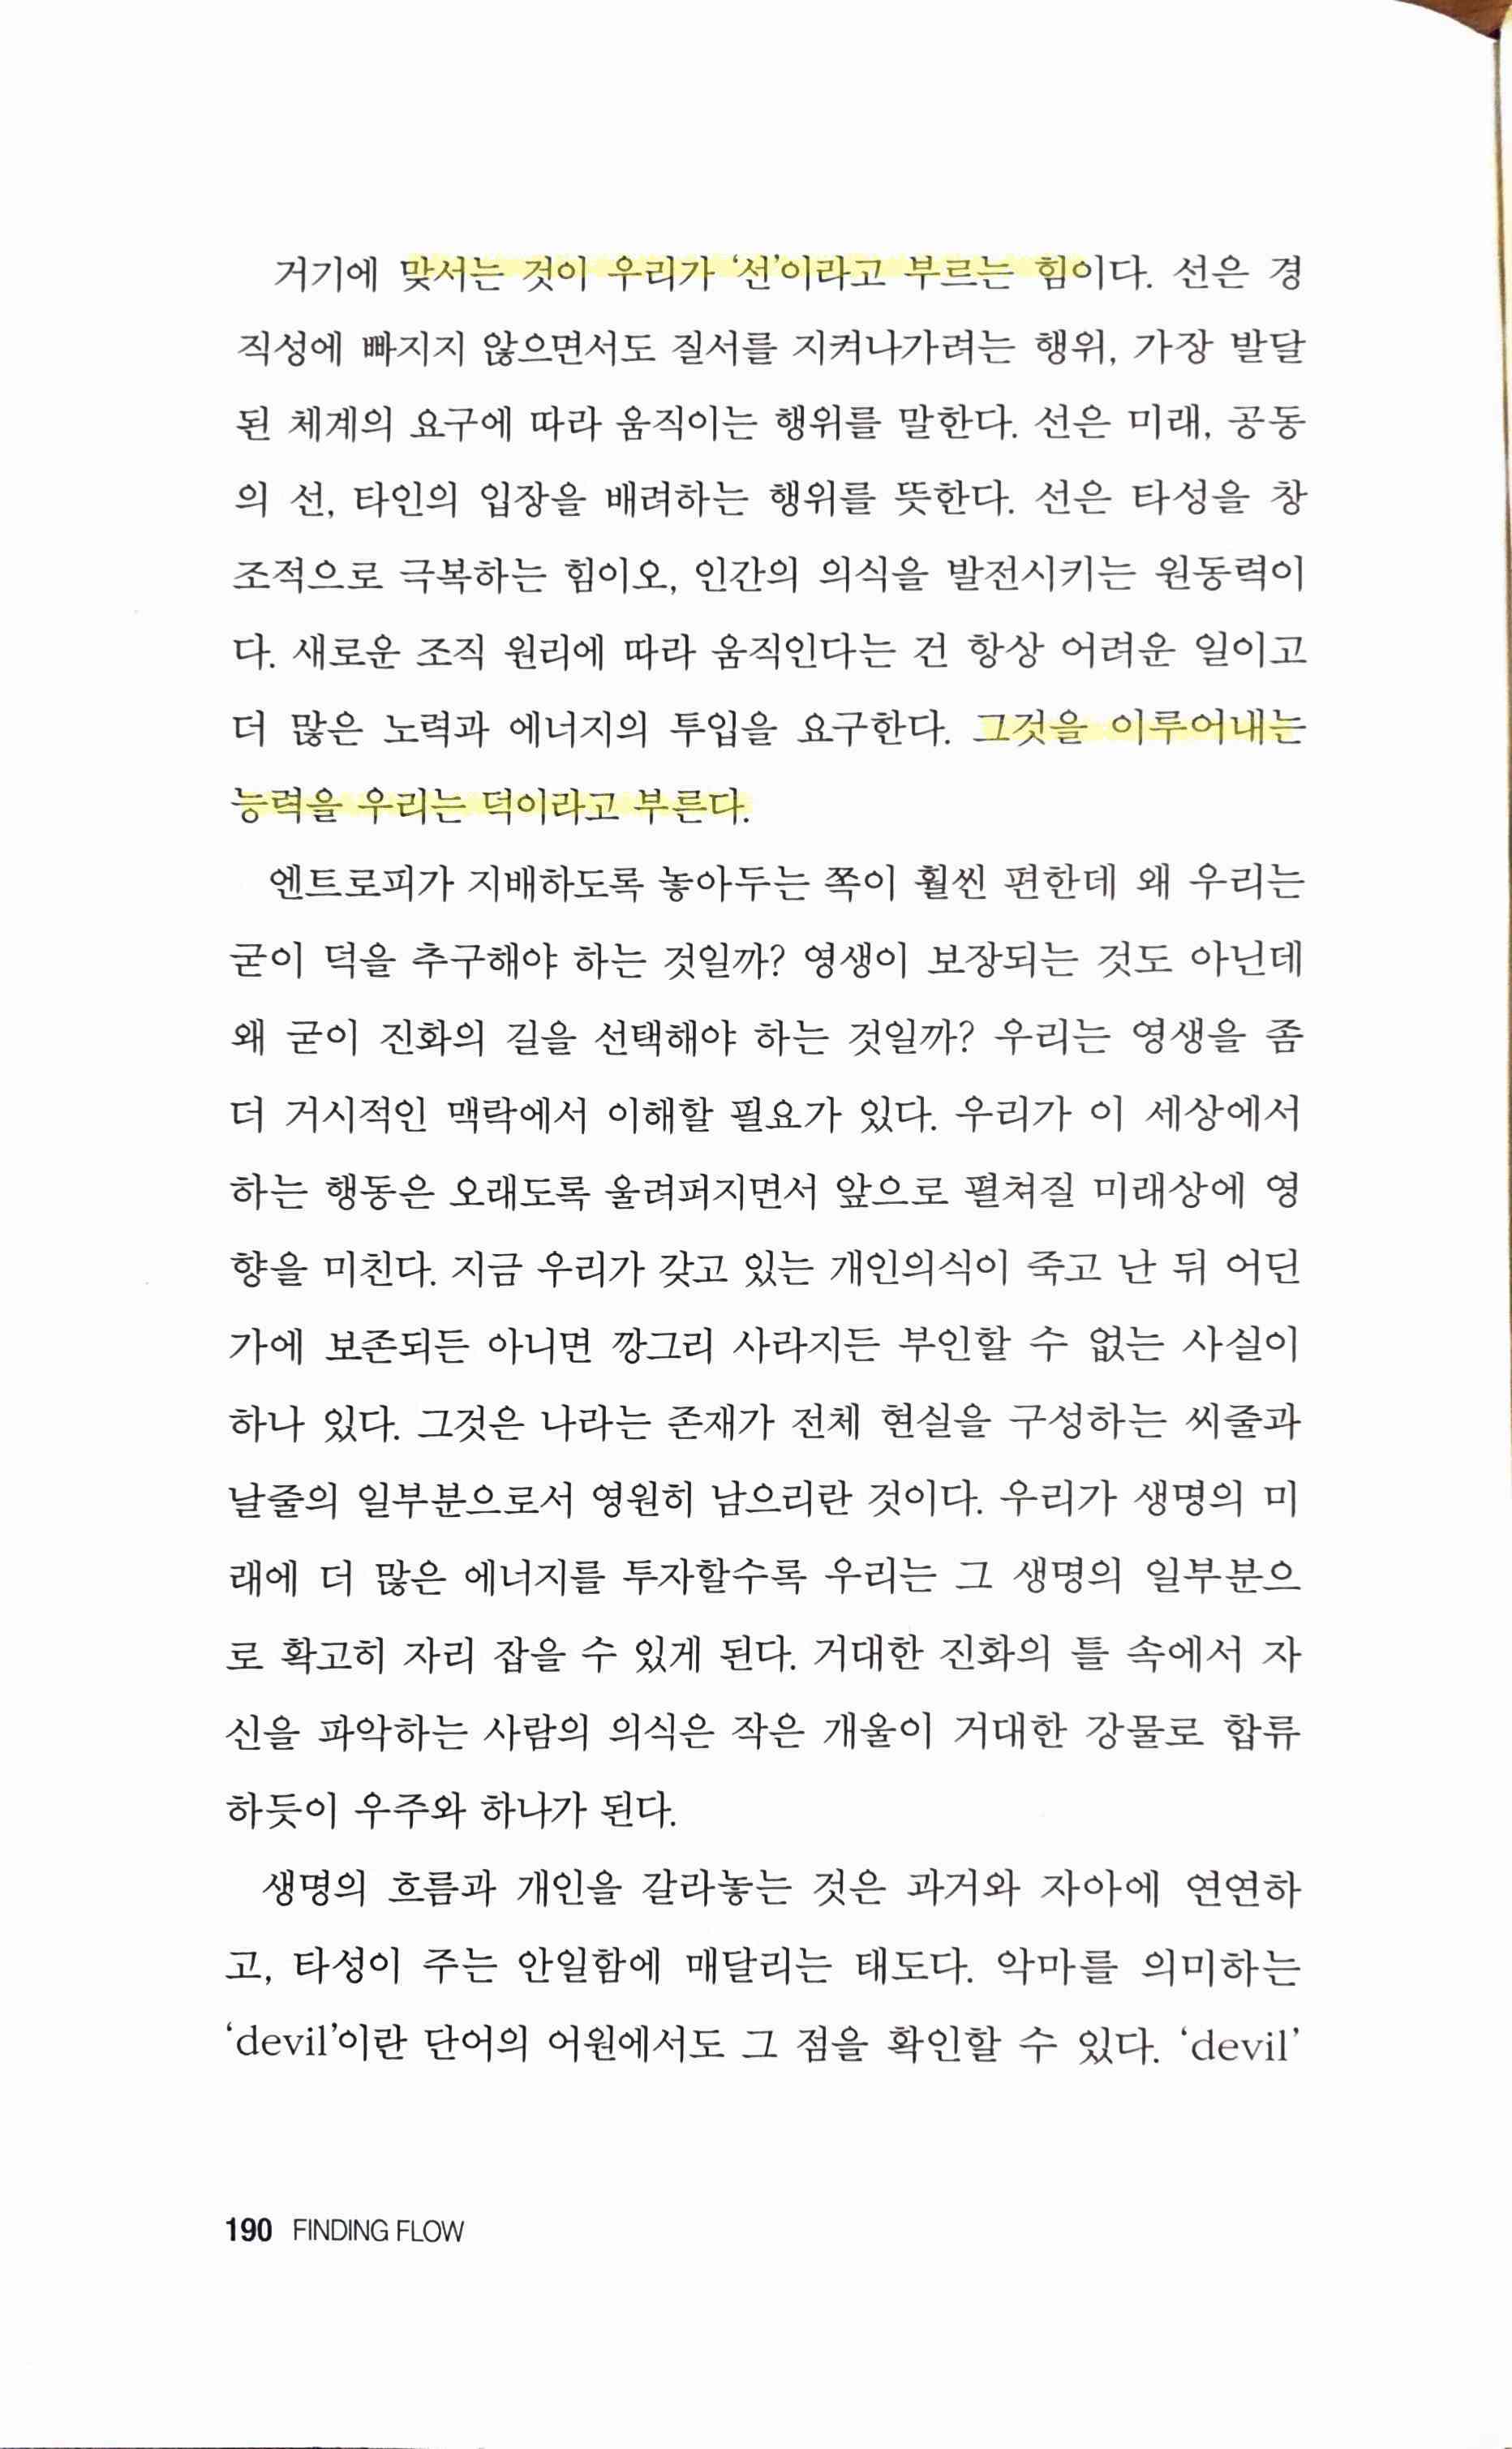 거기에 맞서는 것이 우리가 ‘선’이라고 부르는 힘이다. 선은 경
직성에 빠지지 않으면서도 질서를 지켜나가려는 행위, 가장 발달
된 체계의 요구에 따라 움직이는 행위를 말한다. 선은 미래, 공동
의 선, 타인의 입장을 배려하는 행위를 뜻한다. 선은 타성을 창
조적으로 극복하는 힘이오, 인간의 의식을 발전시키는 원동력이
다. 새로운 조직 원리에 따라 움직인다는 건 항상 어려운 일이고
더 많은 노력과 에너지의 투입을 요구한다. 그것을 이루어내는
능력을 우리는 덕이라고 부른다.
엔트로피가 지배하도록 놓아두는 쪽이 훨씬 편한데 왜 우리는
굳이 덕을 추구해야 하는 것일까? 영생이 보장되는 것도 아닌데
왜 굳이 진화의 길을 선택해야 하는 것일까? 우리는 영생을 좀
더 거시적인 맥락에서 이해할 필요가 있다. 우리가 이 세상에서
하는 행동은 오래도록 울려퍼지면서 앞으로 펼쳐질 미래상에 영
향을 미친다. 지금 우리가 갖고 있는 개인의식이 죽고 난 뒤 어딘
가에 보존되든 아니면 깡그리 사라지든 부인할 수 없는 사실이
하나 있다. 그것은 나라는 존재가 전체 현실을 구성하는 씨줄과
날줄의 일부분으로서 영원히 남으리란 것이다. 우리가 생명의 미
래에 더 많은 에너지를 투자할수록 우리는 그 생명의 일부분으
로 확고히 자리 잡을 수 있게 된다. 거대한 진화의 틀 속에서 자
신을 파악하는 사람의 의식은 작은 개울이 거대한 강물로 합류
하듯이 우주와 하나가 된다.
생명의 흐름과 개인을 갈라놓는 것은 과거와 자아에 연연하
고, 타성이 주는 안일함에 매달리는 태도다. 악마를 의미하는
‘devil’이란 단어의 어원에서도 그 점을 확인할 수 있다. ‘devil’
190 FINDING FLOW